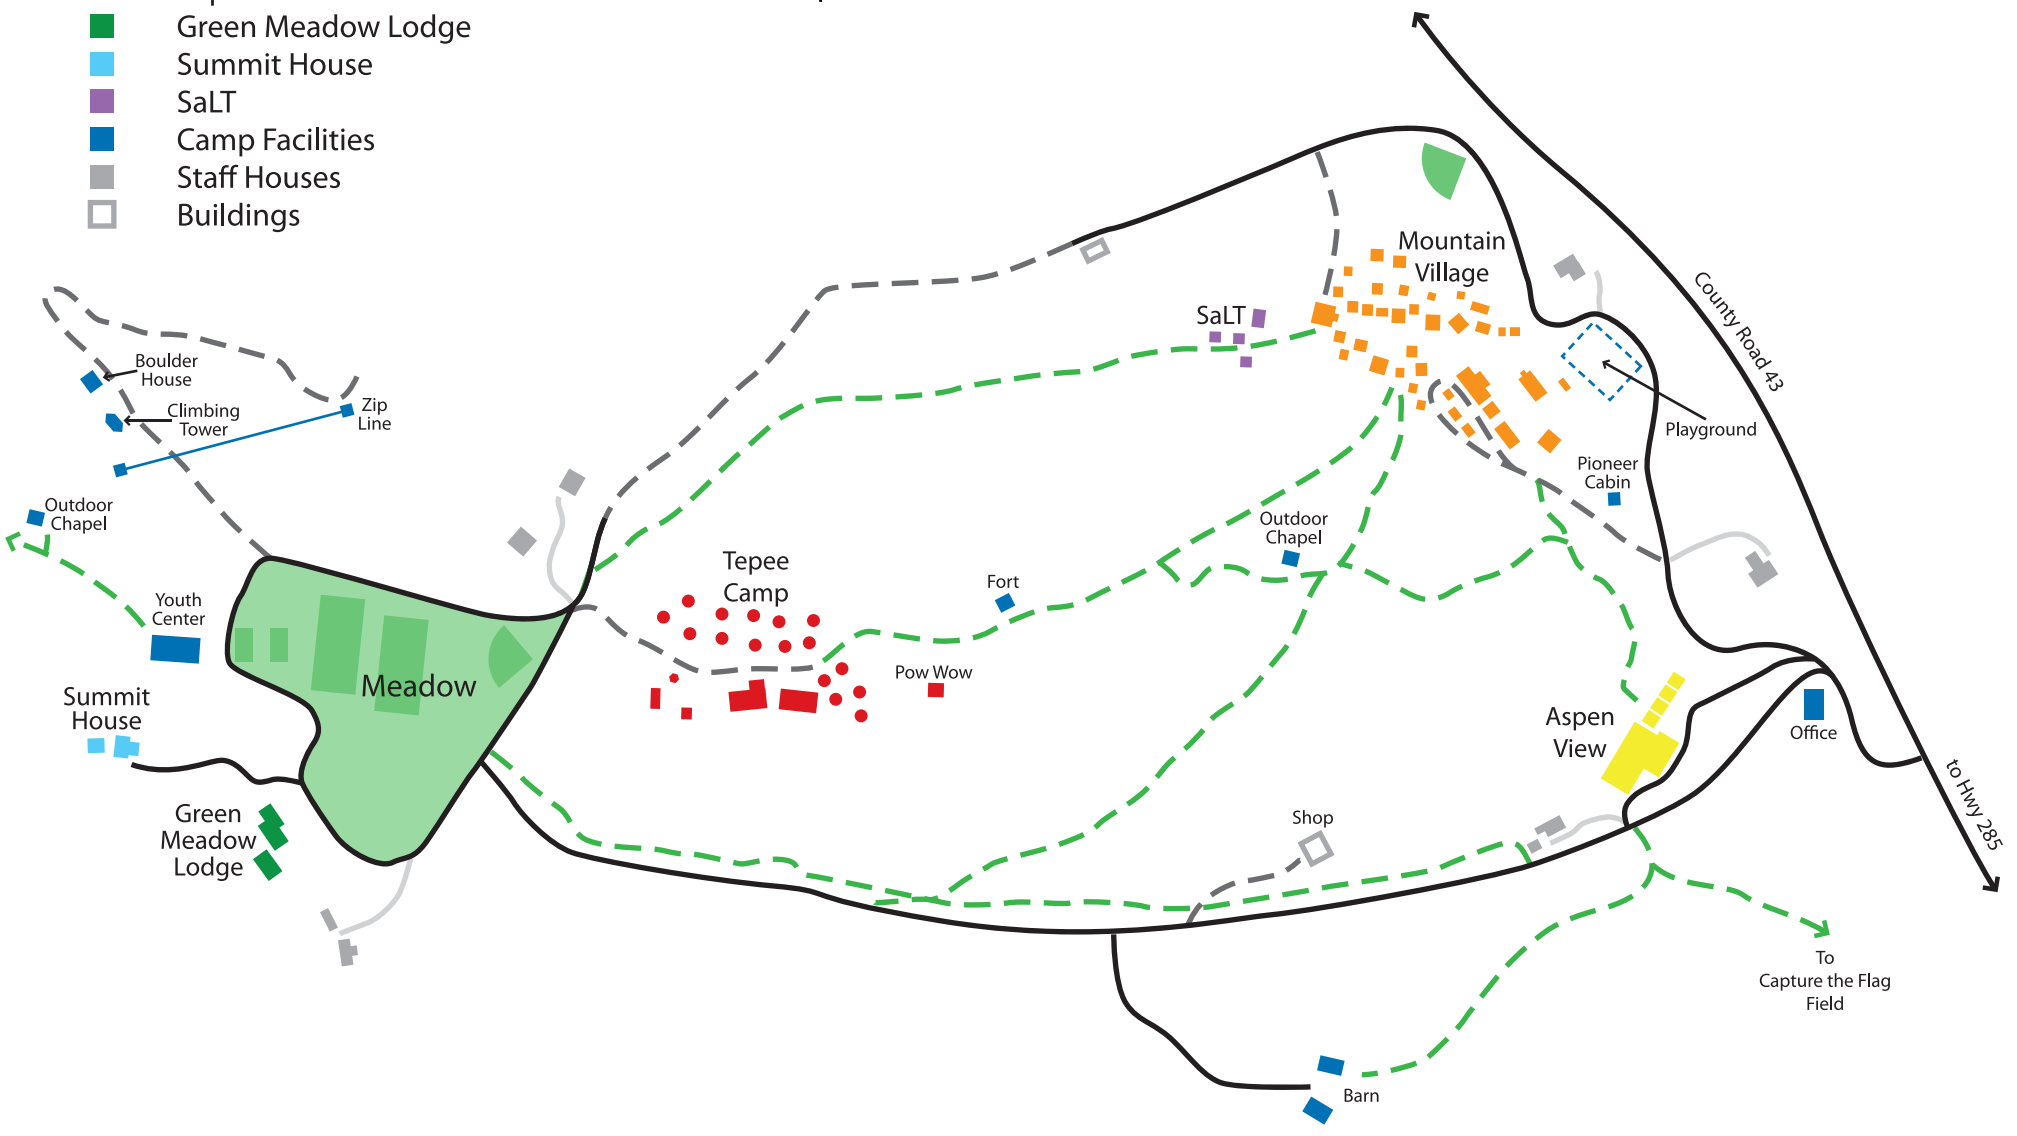 Green Meadow Lodge
Summit House
SaLT
Camp Facilities
Staff Houses
Buildings
Mountain
Village
SaLT
County Road 43
Boulder
House
Climbing
Tower
Zip
Line
Playground
Pioneer
Cabin
Outdoor
Chapel
Outdoor
Chapel
Tepee
Camp
Fort
Youth
Center
Pow Wow
Meadow
Summit
House
Aspen
View
Office
to Hwy 285
Green
Meadow
Lodge
Shop
To
Capture the Flag
Field
Barn